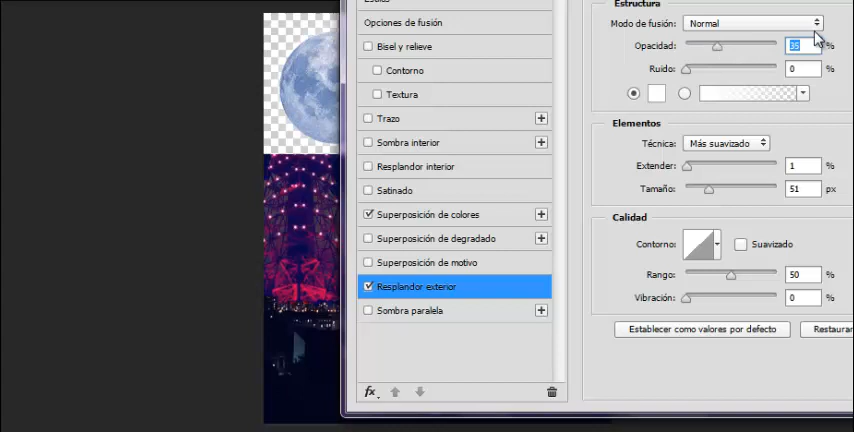 Estilos
Opciones de fusión
Bisel y relieve
Contorno
Textura
Trazo
Sombra interior
Resplandor interior
Satinado
Superposición de colores
Superposición de degradado
Superposición de motivo
Resplandor exterior
Sombra paralela
fx
Estructura
Modo de fusión: Normal
Opacidad: 35 %
Ruido: 0 %
Elementos
Técnica: Más suavizado
Extender: 1 %
Tamaño: 51 px
Calidad
Contorno: Suavizado
Rango: 50 %
Vibración: 0 %
Establecer como valores por defecto Restaurar